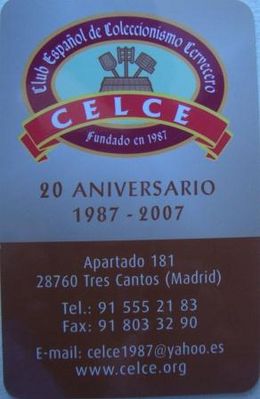 Club Español de Coleccionismo Cervecero
CELCE
Fundado en 1987
20 ANIVERSARIO
1987 - 2007
Apartado 181
28760 Tres Cantos (Madrid)
Tel.: 91 555 21 83
Fax: 91 803 32 90
E-mail: celce1987@yahoo.es
www.celce.org